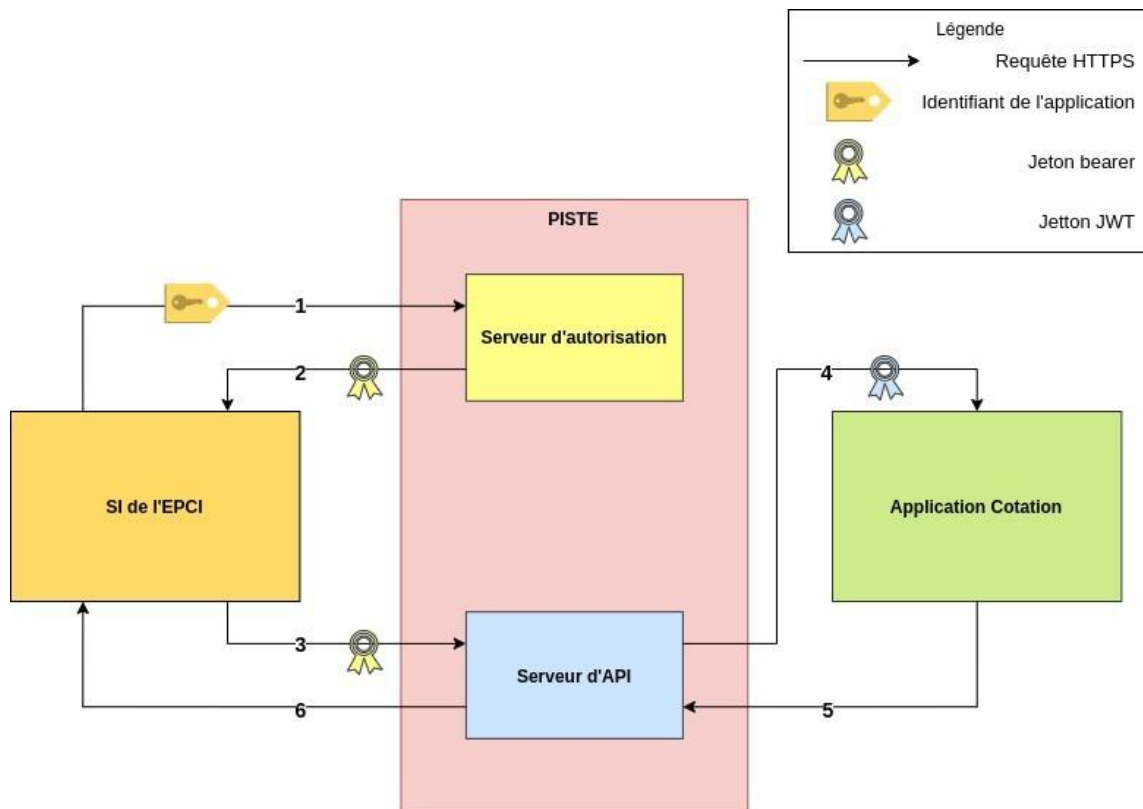 Légende
Requête HTTPS
Identifiant de l'application
Jeton bearer
Jetton JWT
PISTE
1
Serveur d'autorisation
2
4
SI de l'EPCI
Application Cotation
3
Serveur d'API
6
5